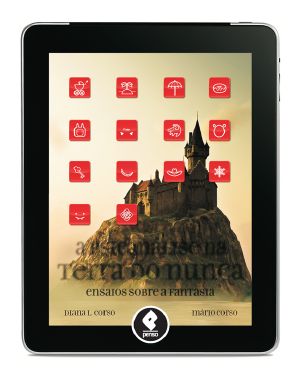 a Psicanálise na
Terra do nunca
ensaios sobre a fantasia
Diana L. Corso
Mário Corso
penso